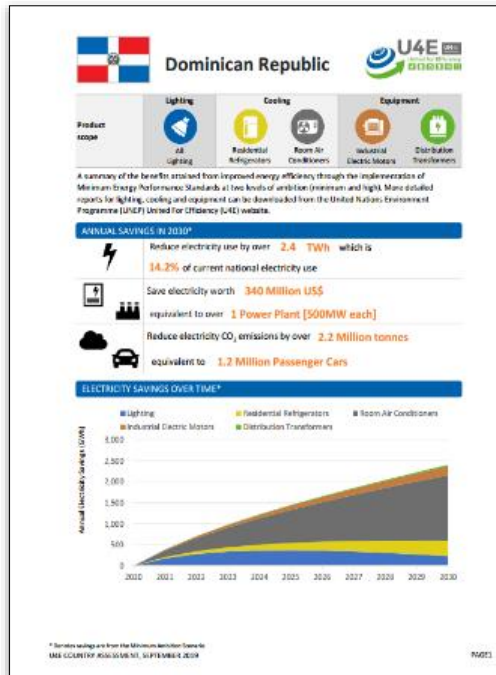 Dominican Republic
U4E
Lighting
Cooling
Equipment
Product
scope
All
Lighting
Residential
Refrigerators
Room Air
Conditioners
Industrial
Electric Motors
Distribution
Transformers
A summary of the benefits attained from improved energy efficiency through the implementation of
Minimum Energy Performance Standards at two levels of ambition (minimum and high). More detailed
reports for lighting, cooling and equipment can be downloaded from the United Nations Environment
Programme (UNEP) United For Efficiency (U4E) website.
ANNUAL SAVINGS IN 2030*
Reduce electricity use by over 2.4 TWh which is
14.2% of current national electricity use
Save electricity worth 340 Million US$
equivalent to over 1 Power Plant [500MW each]
Reduce electricity CO₂ emissions by over 2.2 Million tonnes
equivalent to 1.2 Million Passenger Cars
ELECTRICITY SAVINGS OVER TIME*
Lighting
Residential Refrigerators
Room Air Conditioners
Industrial Electric Motors
Distribution Transformers
Annual Electricity Savings (GWh)
3,000
2,500
2,000
1,500
1,000
500
0
2020 2021 2022 2023 2024 2025 2026 2027 2028 2029 2030
* Denotes savings are from the Minimum Ambition Scenario
U4E COUNTRY ASSESSMENT, SEPTEMBER 2019
PAGE1